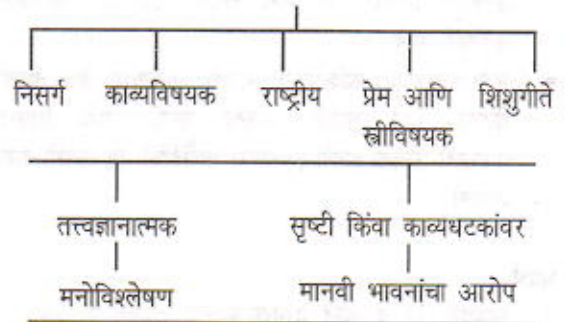 निसर्ग काव्यविषयक राष्ट्रीय प्रेम आणि शिशुगीते
स्त्रीविषयक
तत्त्वज्ञानात्मक सृष्टी किंवा काव्यघटकांवर
मनोविश्लेषण मानवी भावनांचा आरोप